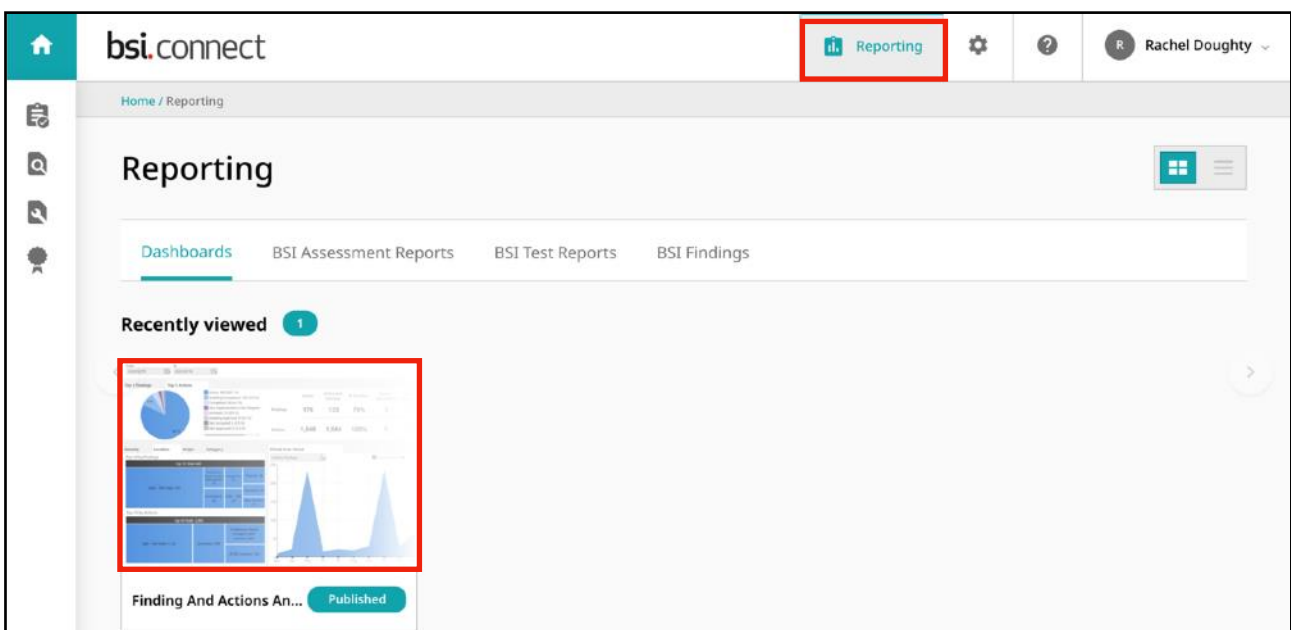 bsi.connect
Reporting
R
Rachel Doughty
Home / Reporting
Reporting
Dashboards
BSI Assessment Reports
BSI Test Reports
BSI Findings
Recently viewed 1
Finding And Actions An...
Published